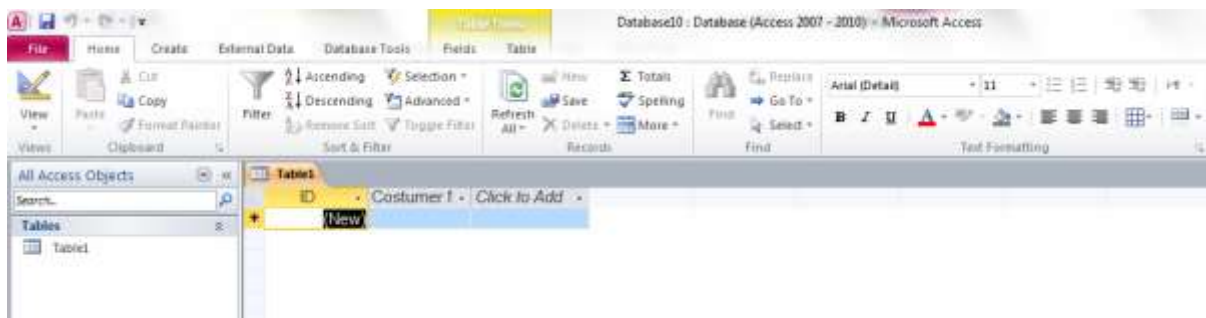 Database10 : Database (Access 2007 - 2010) - Microsoft Access
File Home Create External Data Database Tools Fields Table
Cut Ascending Selection New Totals Replace Arial (Detail) 11
Copy Descending Advanced Save Spelling Go To
View Paste Format Painter Filter Remove Sort Toggle Filter Refresh All Delete More Find Select B I U A
Views Clipboard Sort & Filter Records Find Text Formatting
All Access Objects Table1
Search.. ID Costumer f Click to Add
Tables (New)
Table1